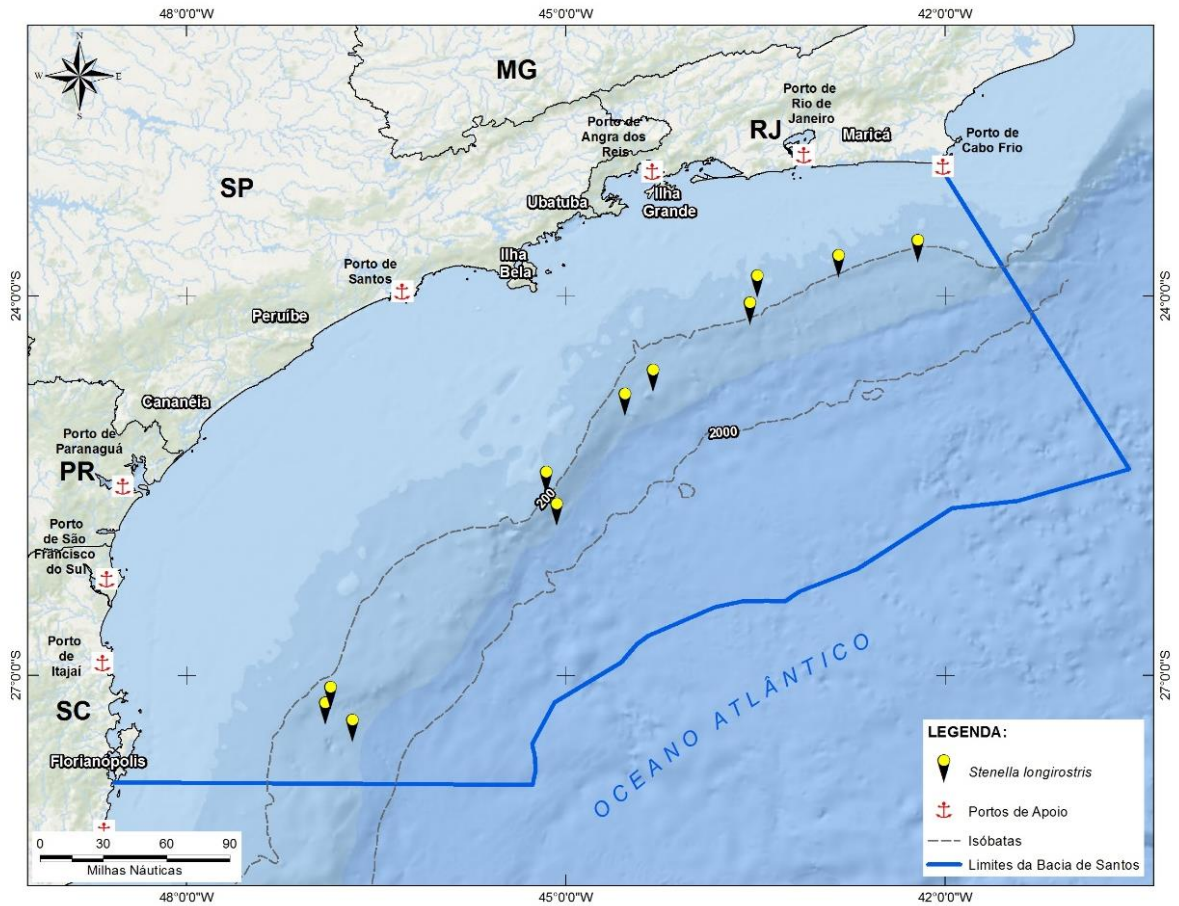 48°0'0"W
45°0'0"W
42°0'0"W
N
W
E
S
MG
Porto de
Rio de
Janeiro
Porto de
Angra dos
Reis
RJ
Maricá
Porto de
Cabo Frio
SP
Ilha
Grande
Ubatuba
Ilha
Bela
Porto de
Santos
24°0'0"S
24°0'0"S
Peruíbe
Cananéia
2000
Porto de
Paranaguá
PR
200
Porto
de São
Francisco
do Sul
Porto
de
Itajaí
27°0'0"S
27°0'0"S
SC
Florianópolis
OCEANO ATLÂNTICO
LEGENDA:
Stenella longirostris
Portos de Apoio
Isóbatas
Limites da Bacia de Santos
0 30 60 90
Milhas Náuticas
48°0'0"W
45°0'0"W
42°0'0"W